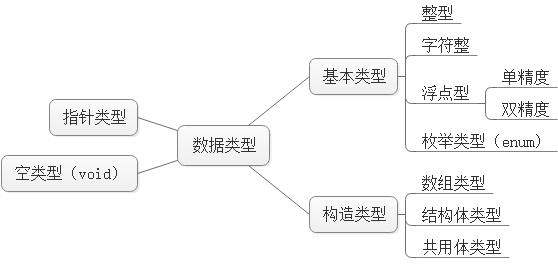 整型
字符整
基本类型
浮点型
单精度
双精度
枚举类型（enum）
指针类型
数据类型
空类型（void）
构造类型
数组类型
结构体类型
共用体类型